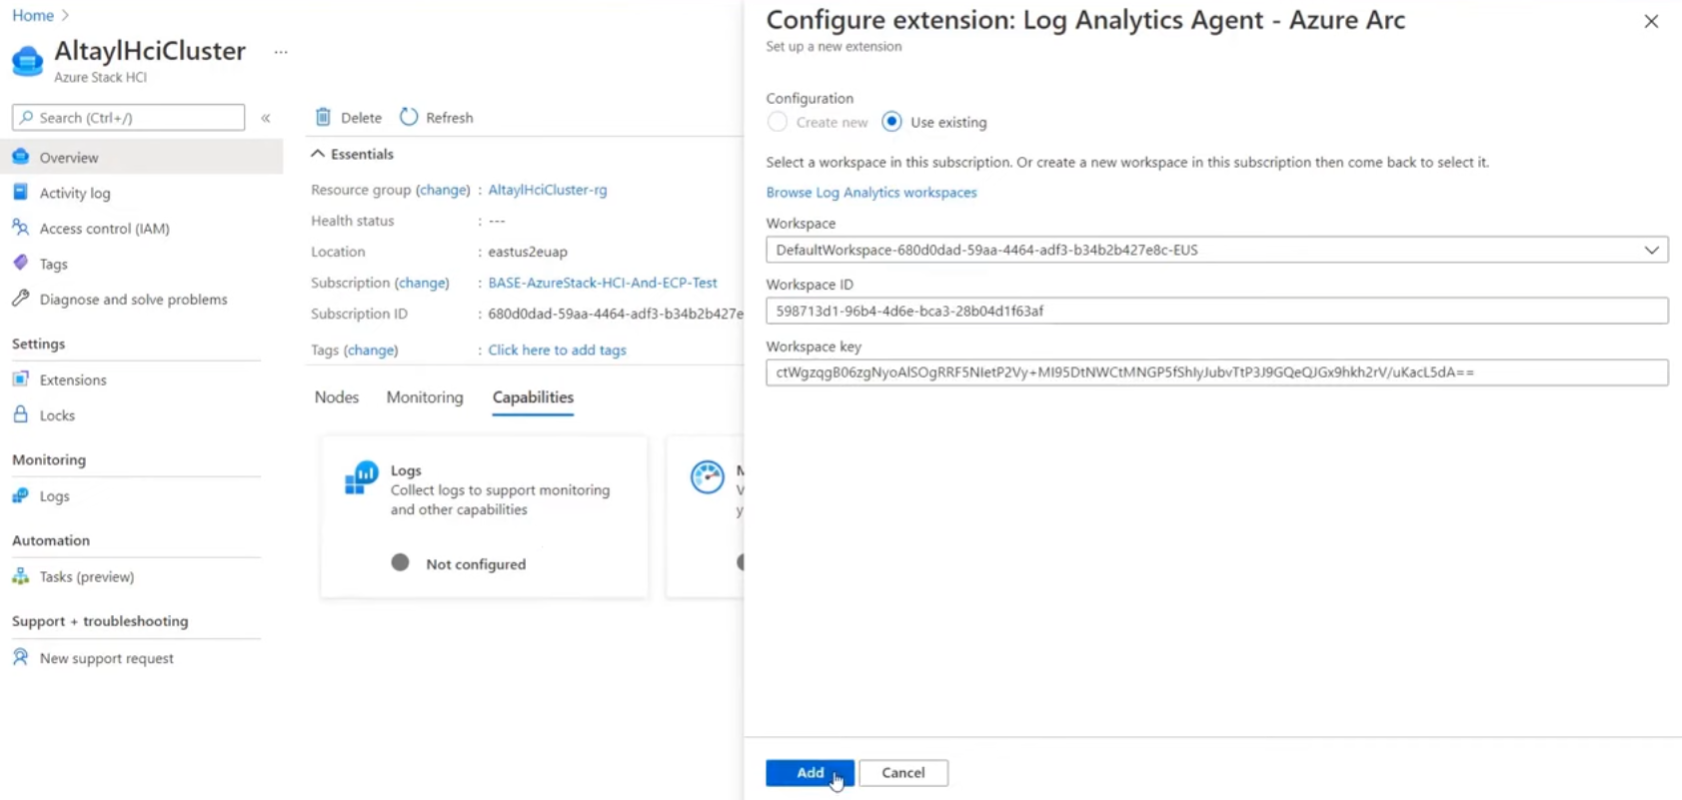 Home
AltaylHciCluster ...
Azure Stack HCI
Search (Ctrl+/)
«
Overview
Activity log
Access control (IAM)
Tags
Diagnose and solve problems
Settings
Extensions
Locks
Monitoring
Logs
Automation
Tasks (preview)
Support + troubleshooting
New support request
Delete
Refresh
Essentials
Resource group (change) : AltaylHciCluster-rg
Health status : ---
Location : eastus2euap
Subscription (change) : BASE-AzureStack-HCI-And-ECP-Test
Subscription ID : 680d0dad-59aa-4464-adf3-b34b2b427e
Tags (change) : Click here to add tags
Nodes Monitoring Capabilities
Logs
Collect logs to support monitoring
and other capabilities
Not configured
Configure extension: Log Analytics Agent - Azure Arc
Set up a new extension
Configuration
Create new Use existing
Select a workspace in this subscription. Or create a new workspace in this subscription then come back to select it.
Browse Log Analytics workspaces
Workspace
DefaultWorkspace-680d0dad-59aa-4464-adf3-b34b2b427e8c-EUS
Workspace ID
598713d1-96b4-4d6e-bca3-28b04d1f63af
Workspace key
Add Cancel